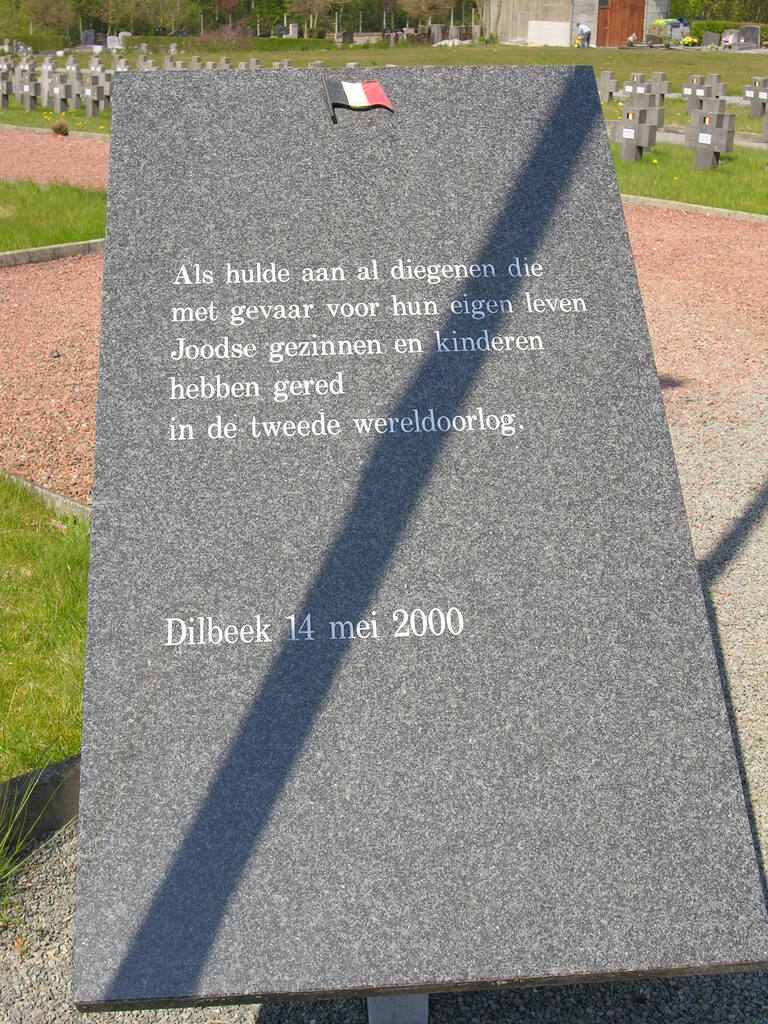 Als hulde aan al diegenen die
met gevaar voor hun eigen leven
Joodse gezinnen en kinderen
hebben gered
in de tweede wereldoorlog.
Dilbeek 14 mei 2000